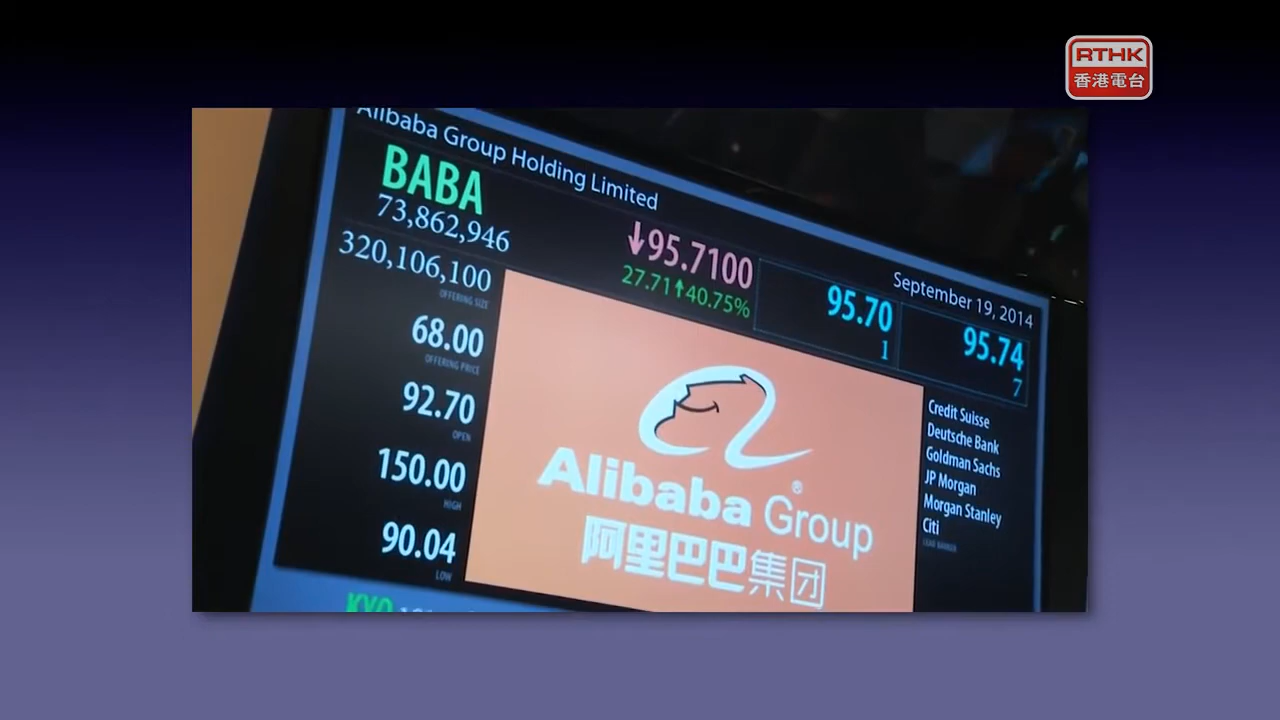 RTHK
香港電台
Alibaba Group Holding Limited
BABA
73,862,946
↓95.7100
27.71↑40.75%
September 19, 2014
95.70
1
95.74
7
320,106,100
OFFERING SIZE
68.00
OFFERING PRICE
92.70
OPEN
150.00
HIGH
90.04
LOW
Alibaba Group®
阿里巴巴集团
Credit Suisse
Deutsche Bank
Goldman Sachs
JP Morgan
Morgan Stanley
Citi